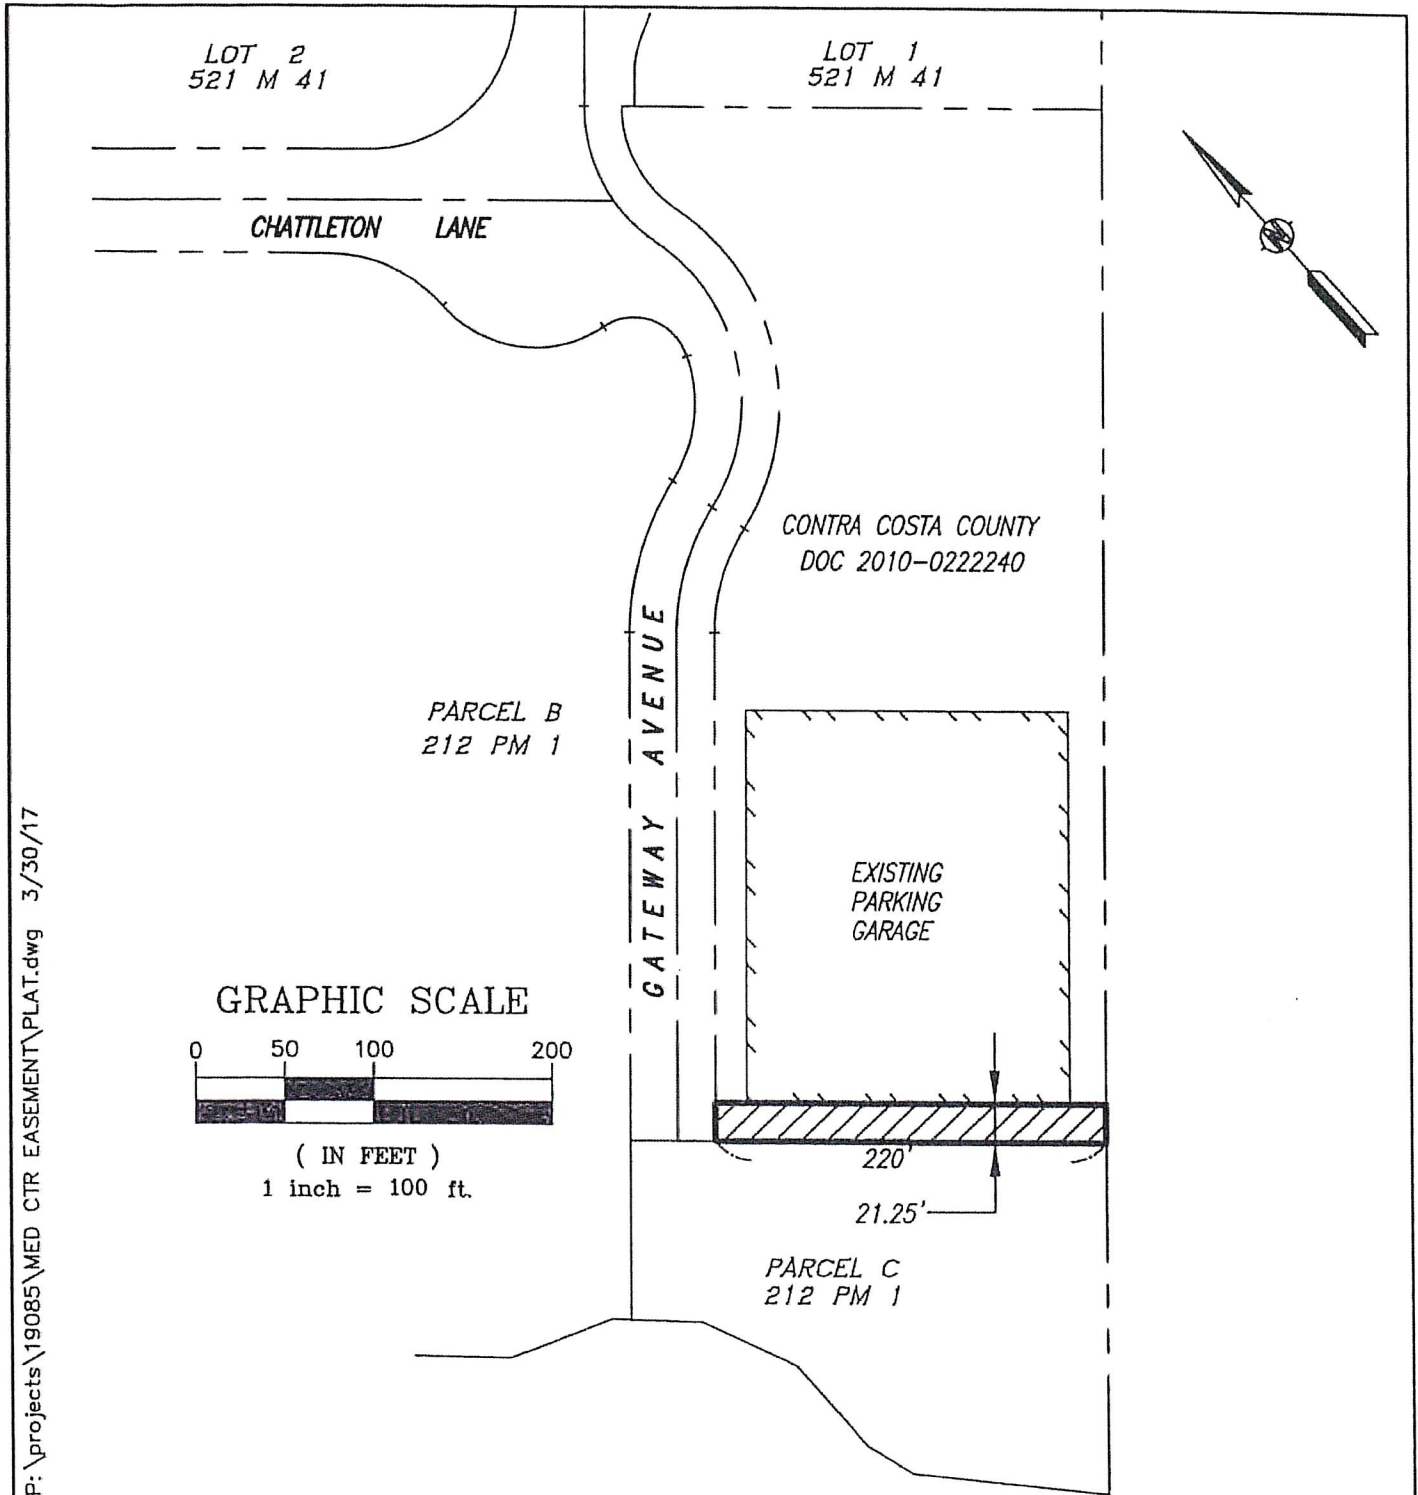 LOT 2
521 M 41
LOT 1
521 M 41
CHATTLETON LANE
N
CONTRA COSTA COUNTY
DOC 2010-0222240
GATEWAY AVENUE
PARCEL B
212 PM 1
EXISTING
PARKING
GARAGE
GRAPHIC SCALE
0 50 100 200
( IN FEET )
1 inch = 100 ft.
220'
21.25'
PARCEL C
212 PM 1
P:\projects\19085\MED CTR EASEMENT\PLAT.dwg 3/30/17